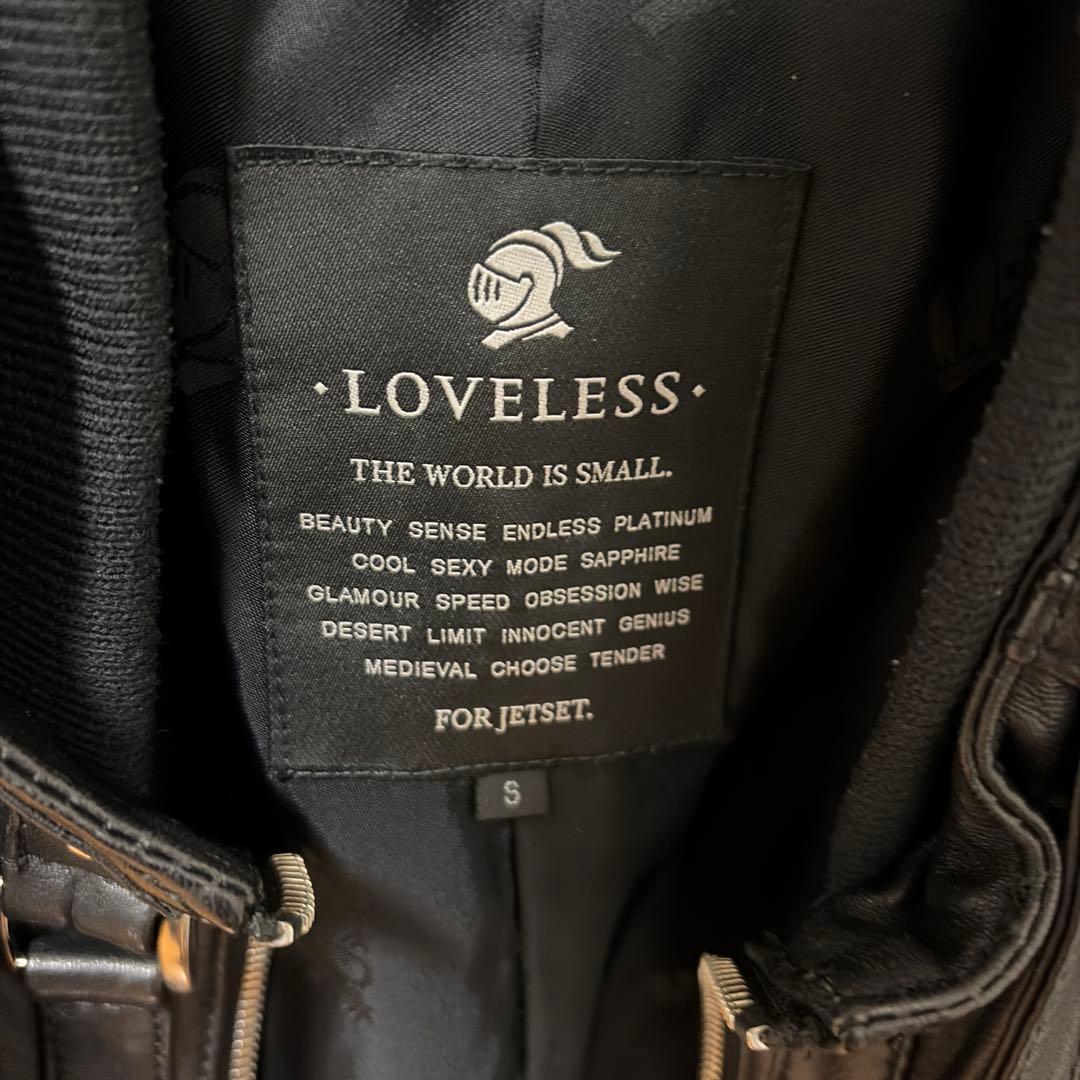 ·LOVELESS·
THE WORLD IS SMALL.
BEAUTY SENSE ENDLESS PLATINUM
COOL SEXY MODE SAPPHIRE
GLAMOUR SPEED OBSESSION WISE
DESERT LIMIT INNOCENT GENIUS
MEDIEVAL CHOOSE TENDER
FOR JETSET.
S